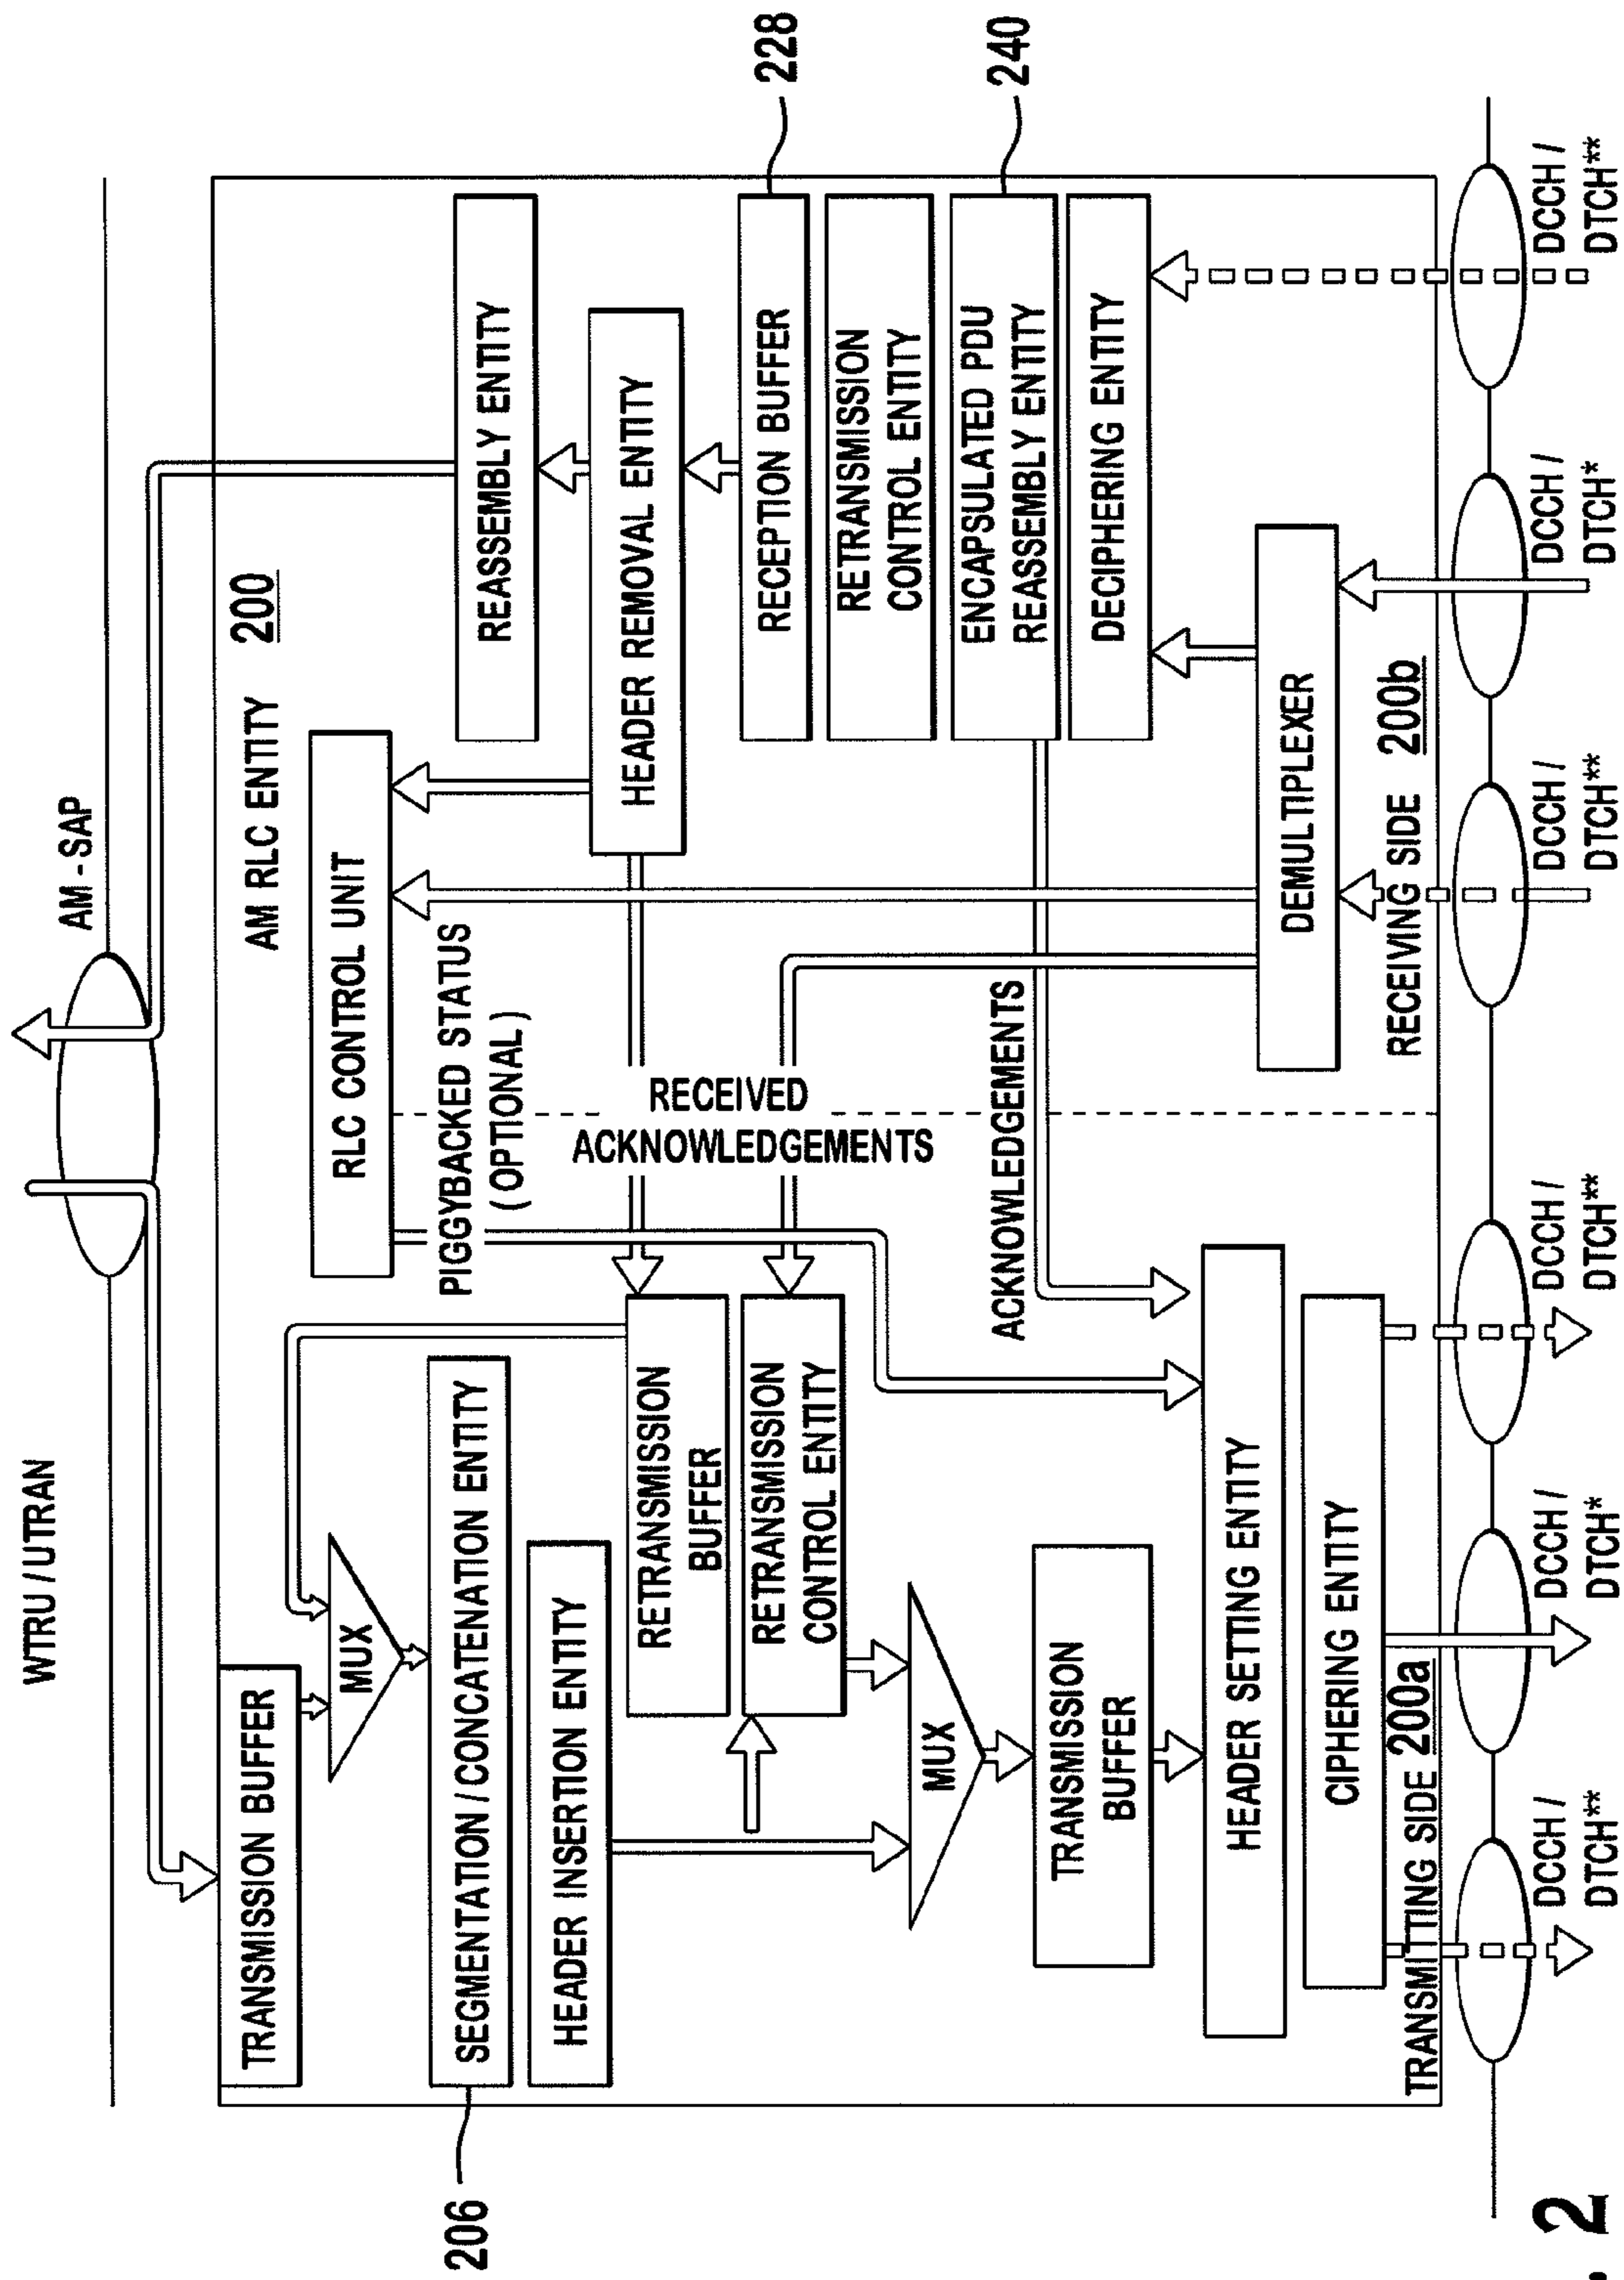 WTRU / UTRAN
AM - SAP
AM RLC ENTITY 200
TRANSMISSION BUFFER
MUX
206
SEGMENTATION / CONCATENATION ENTITY
HEADER INSERTION ENTITY
RETRANSMISSION
BUFFER
RETRANSMISSION
CONTROL ENTITY
MUX
TRANSMISSION
BUFFER
HEADER SETTING ENTITY
CIPHERING ENTITY
TRANSMITTING SIDE 200a
RLC CONTROL UNIT
PIGGYBACKED STATUS
(OPTIONAL)
RECEIVED
ACKNOWLEDGEMENTS
ACKNOWLEDGEMENTS
REASSEMBLY ENTITY
HEADER REMOVAL ENTITY
RECEPTION BUFFER
228
RETRANSMISSION
CONTROL ENTITY
ENCAPSULATED PDU
REASSEMBLY ENTITY
240
DECIPHERING ENTITY
DEMULTIPLEXER
RECEIVING SIDE 200b
DCCH /
DTCH**
DCCH /
DTCH*
DCCH /
DTCH**
DCCH /
DTCH**
DCCH /
DTCH*
DCCH /
DTCH**
2